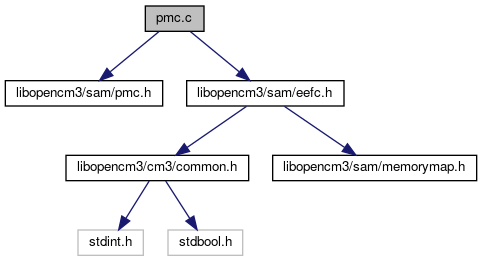 pmc.c
libopencm3/sam/pmc.h
libopencm3/sam/eefc.h
libopencm3/cm3/common.h
libopencm3/sam/memorymap.h
stdint.h
stdbool.h